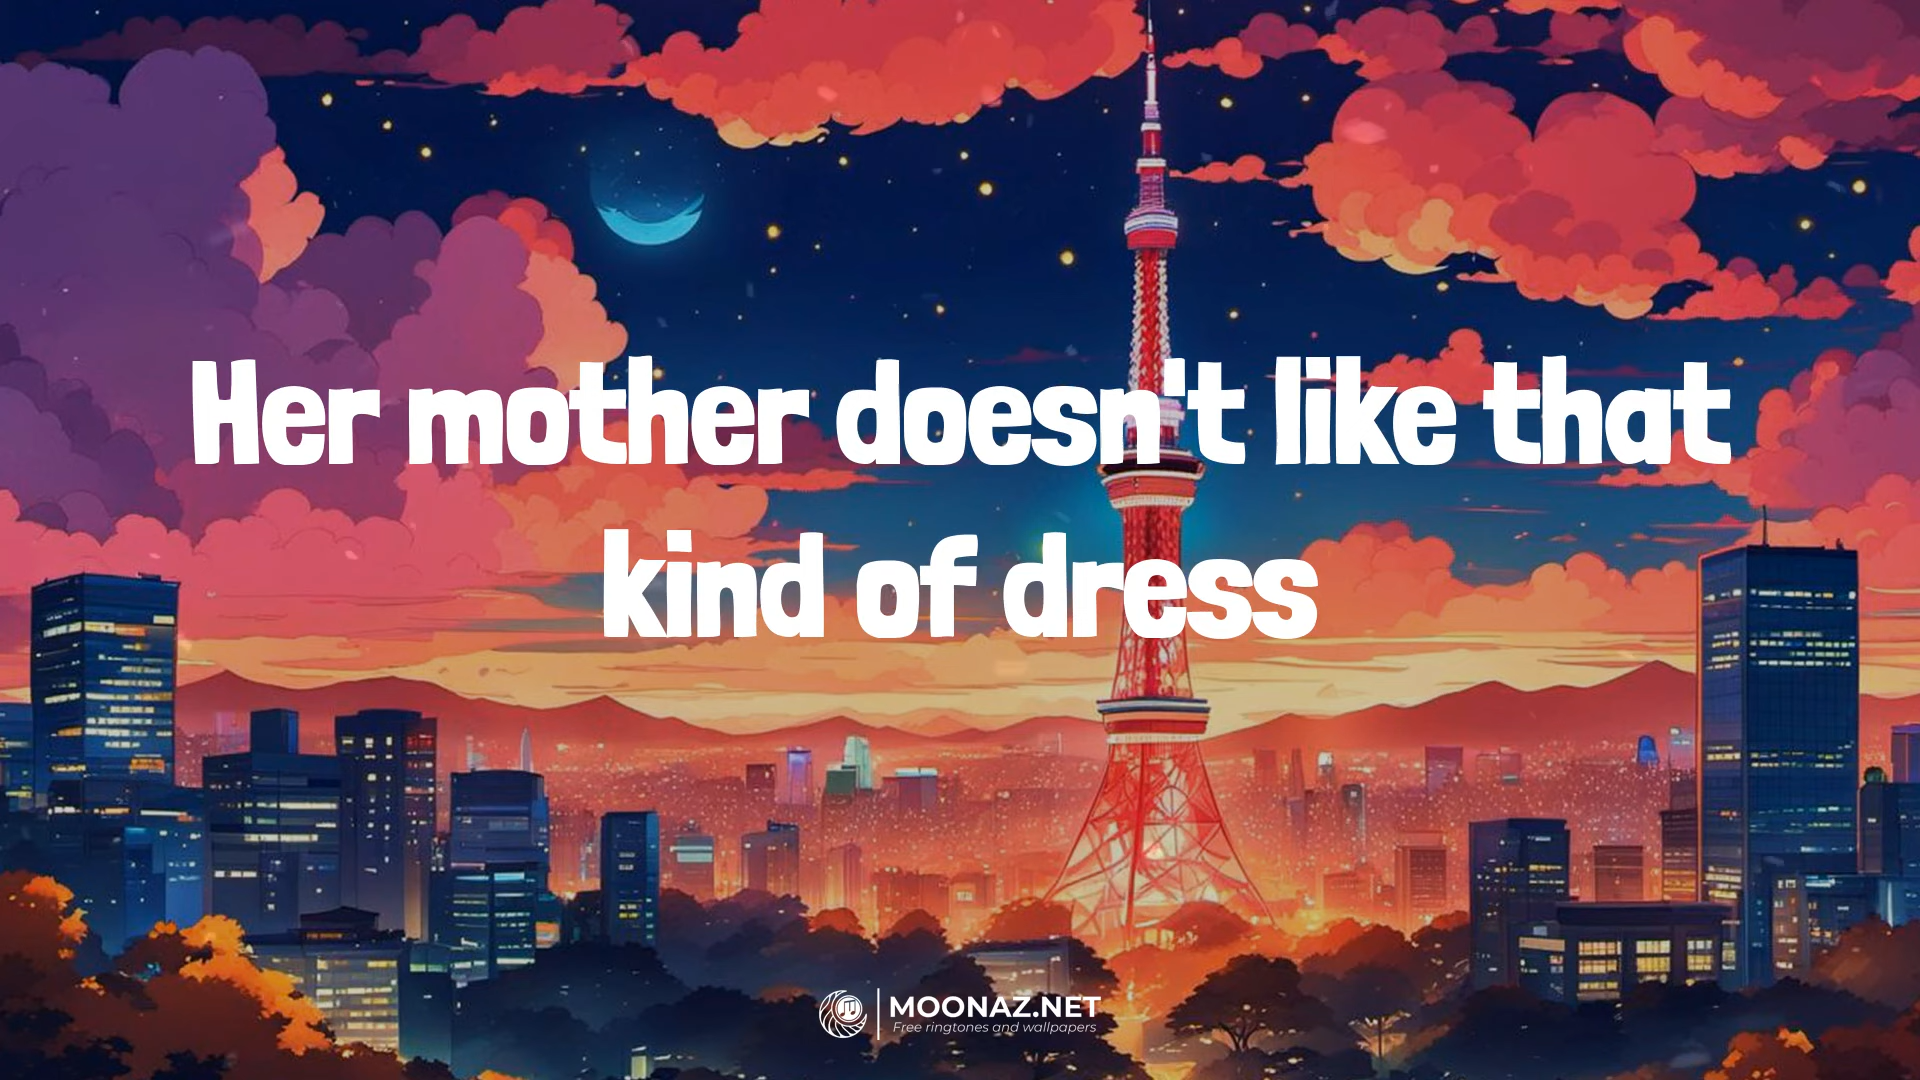 Her mother doesn't like that
kind of dress
MOONAZ.NET
Free ringtones and wallpapers